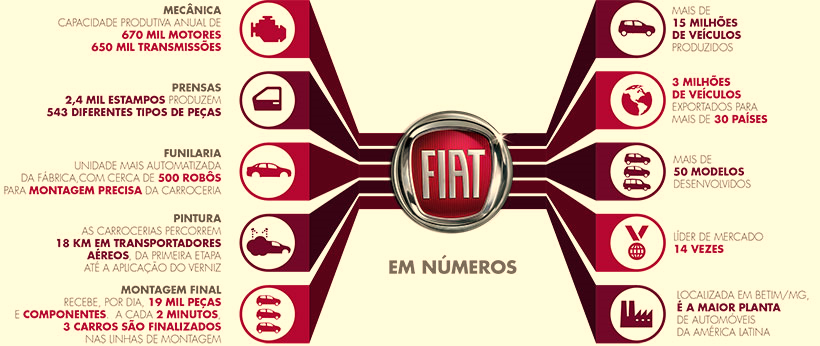 MECÂNICA
CAPACIDADE PRODUTIVA ANUAL DE
670 MIL MOTORES
650 MIL TRANSMISSÕES
PRENSAS
2,4 MIL ESTAMPOS PRODUZEM
543 DIFERENTES TIPOS DE PEÇAS
FUNILARIA
UNIDADE MAIS AUTOMATIZADA
DA FÁBRICA,COM CERCA DE 500 ROBÔS
PARA MONTAGEM PRECISA DA CARROCERIA
PINTURA
AS CARROCERIAS PERCORREM
18 KM EM TRANSPORTADORES
AÉREOS, DA PRIMEIRA ETAPA
ATÉ A APLICAÇÃO DO VERNIZ
MONTAGEM FINAL
RECEBE, POR DIA, 19 MIL PEÇAS
E COMPONENTES. A CADA 2 MINUTOS,
3 CARROS SÃO FINALIZADOS
NAS LINHAS DE MONTAGEM
FIAT
EM NÚMEROS
MAIS DE
15 MILHÕES
DE VEÍCULOS
PRODUZIDOS
3 MILHÕES
DE VEÍCULOS
EXPORTADOS PARA
MAIS DE 30 PAÍSES
MAIS DE
50 MODELOS
DESENVOLVIDOS
LÍDER DE MERCADO
14 VEZES
LOCALIZADA EM BETIM/MG,
É A MAIOR PLANTA
DE AUTOMÓVEIS
DA AMÉRICA LATINA